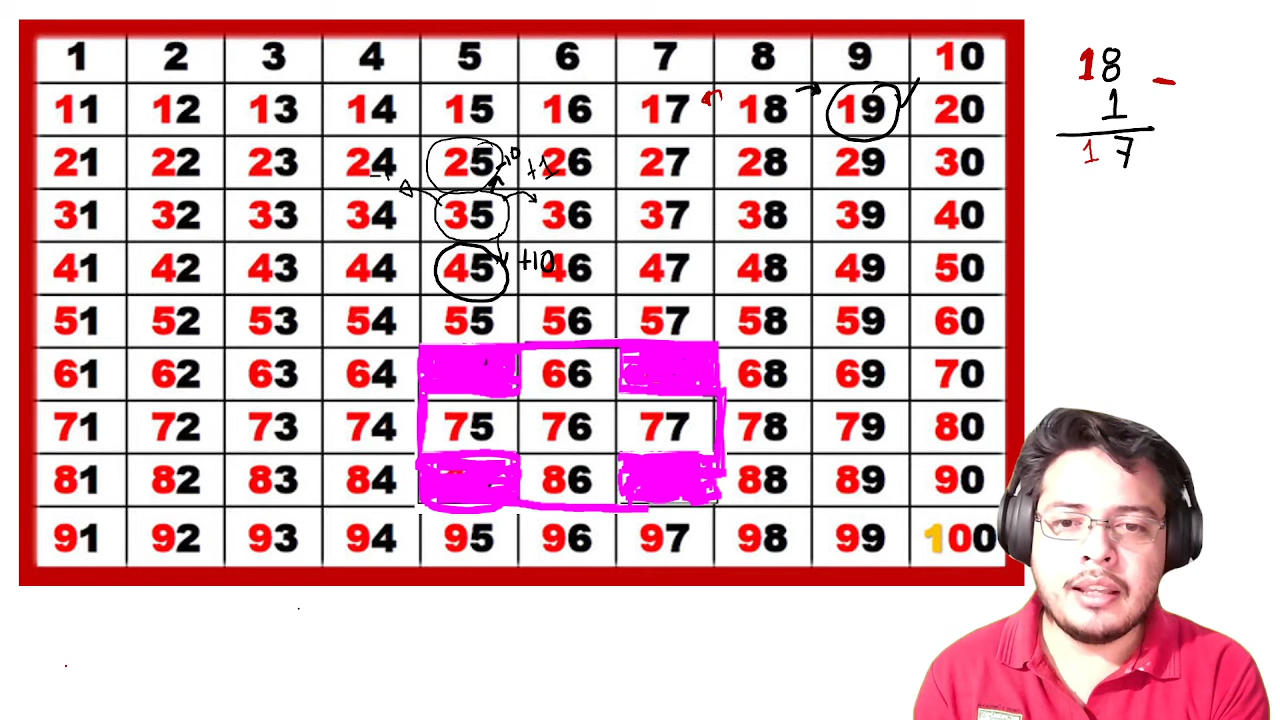 1 2 3 4 5 6 7 8 9 10
11 12 13 14 15 16 17 18 19 20
21 22 23 24 25 26 27 28 29 30
31 32 33 34 35 36 37 38 39 40
41 42 43 44 45 46 47 48 49 50
51 52 53 54 55 56 57 58 59 60
61 62 63 64 66 68 69 70
71 72 73 74 75 76 77 78 79 80
81 82 83 84 86 88 89 90
91 92 93 94 95 96 97 98 99 100
-10
+1
+10
18
-
1
17